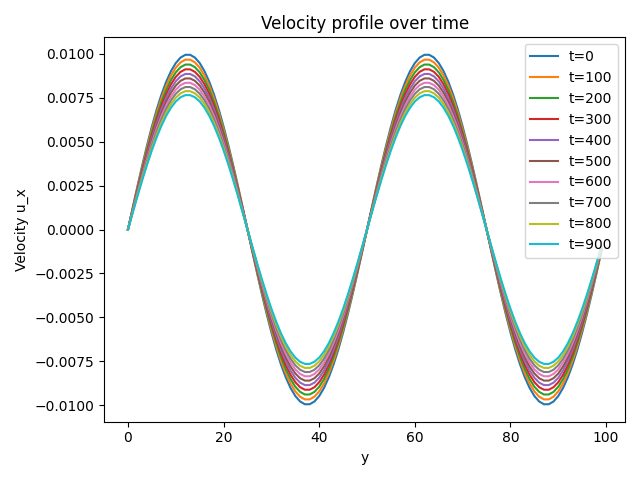 Velocity profile over time
0.0100
0.0075
0.0050
0.0025
0.0000
−0.0025
−0.0050
−0.0075
−0.0100
Velocity u_x
0
20
40
60
80
100
y
t=0
t=100
t=200
t=300
t=400
t=500
t=600
t=700
t=800
t=900